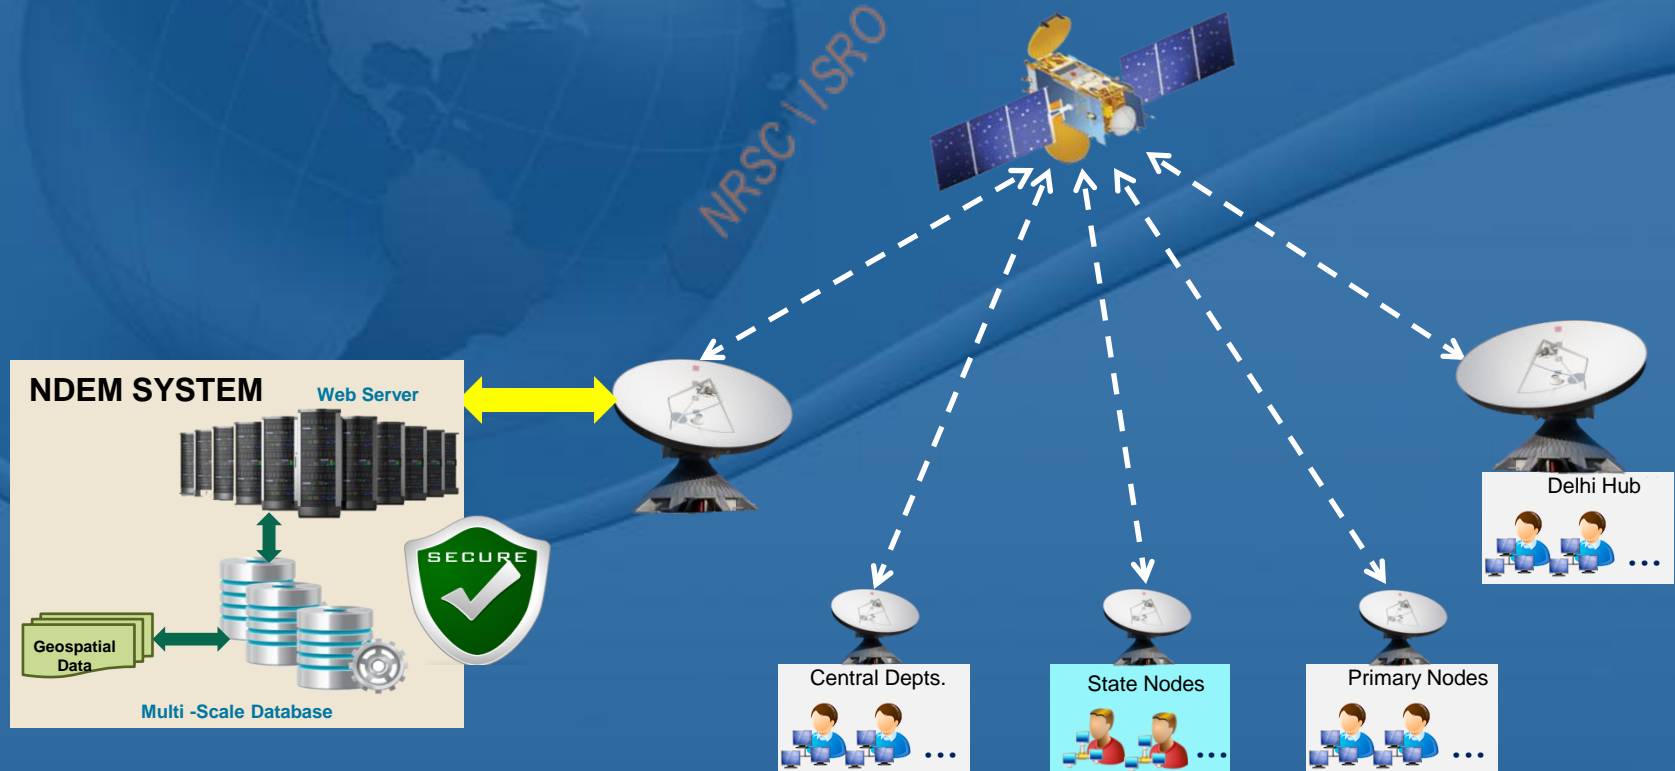 NRSC / ISRO
NDEM SYSTEM
Web Server
SECURE
Geospatial
Data
Multi -Scale Database
Delhi Hub
...
Central Depts.
...
State Nodes
...
Primary Nodes
...